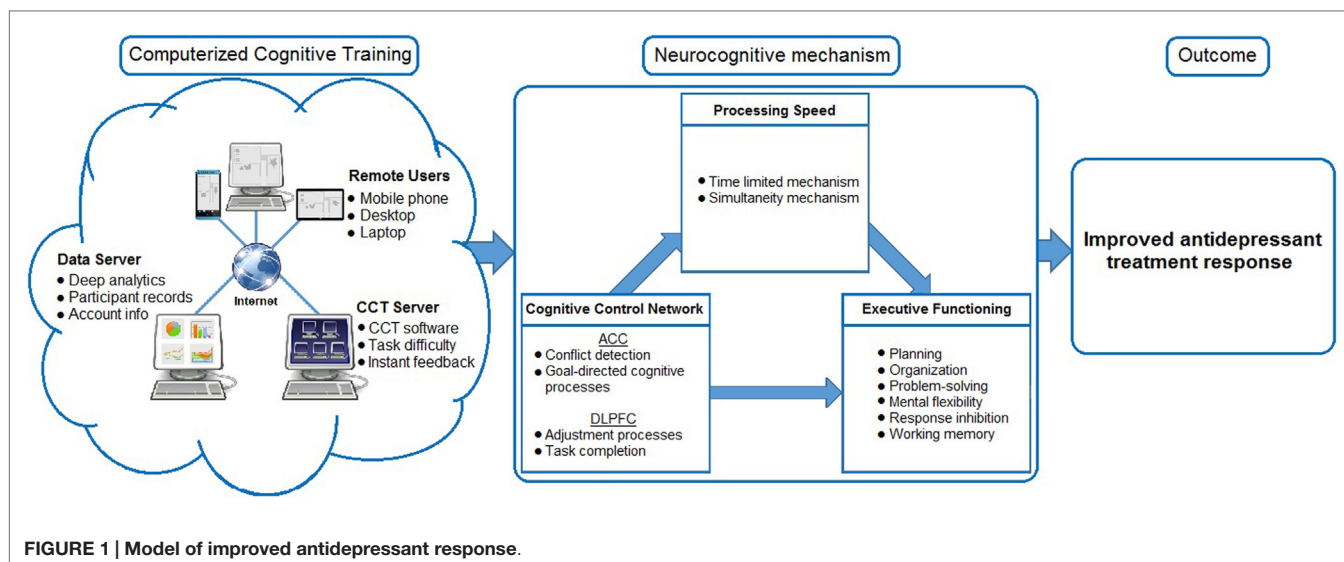 Computerized Cognitive Training
Remote Users
● Mobile phone
● Desktop
● Laptop
Data Server
● Deep analytics
● Participant records
● Account info
Internet
CCT Server
● CCT software
● Task difficulty
● Instant feedback
Neurocognitive mechanism
Processing Speed
● Time limited mechanism
● Simultaneity mechanism
Cognitive Control Network
ACC
● Conflict detection
● Goal-directed cognitive
processes
DLPFC
● Adjustment processes
● Task completion
Executive Functioning
● Planning
● Organization
● Problem-solving
● Mental flexibility
● Response inhibition
● Working memory
Outcome
Improved antidepressant
treatment response
FIGURE 1 | Model of improved antidepressant response.